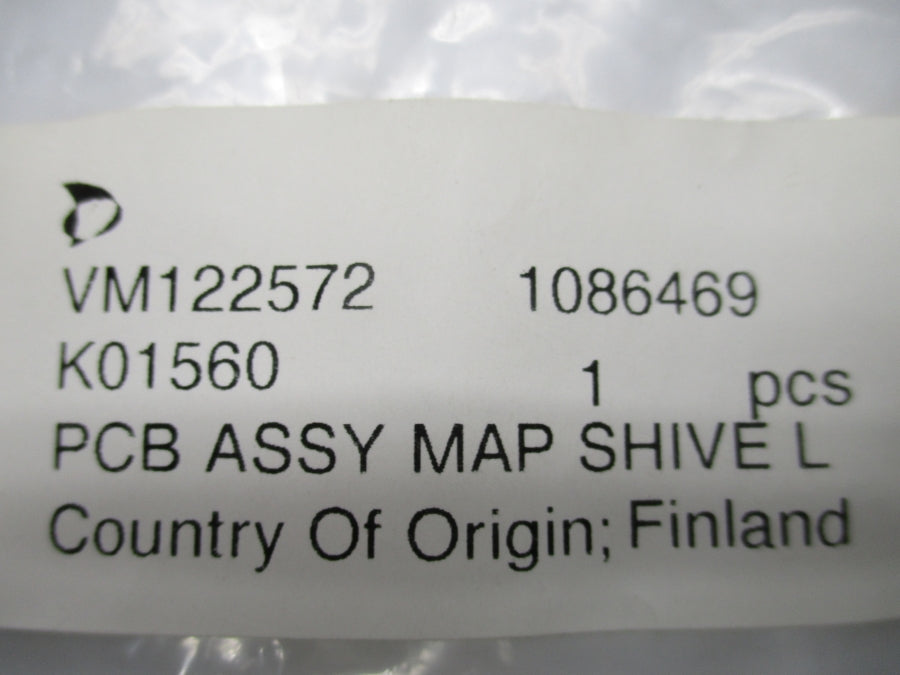 VM122572 1086469
K01560 1 pcs
PCB ASSY MAP SHIVE L
Country Of Origin; Finland